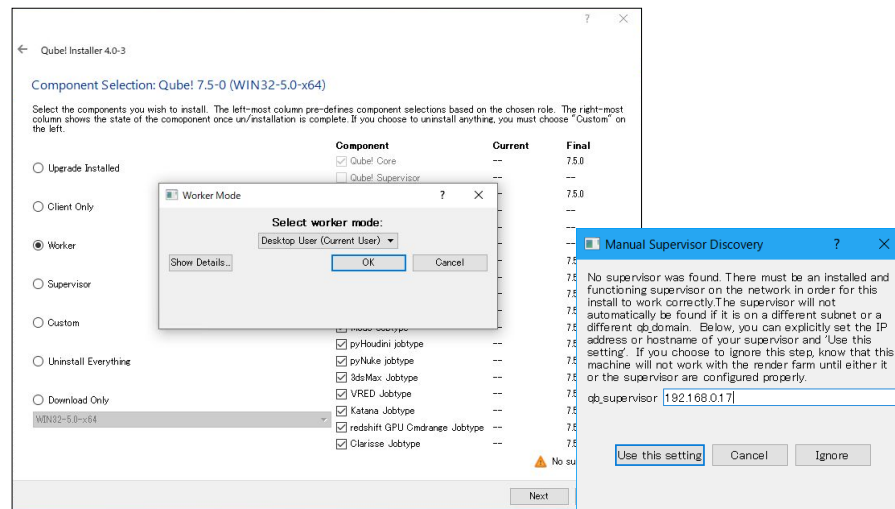 ? ×
← Qube! Installer 4.0-3
Component Selection: Qube! 7.5-0 (WIN32-5.0-x64)
Select the components you wish to install. The left-most column pre-defines component selections based on the chosen role. The right-most
column shows the state of the comoponent once un/installation is complete. If you choose to uninstall anything, you must choose "Custom" on
the left.
Component Current Final
Qube! Core -- 7.5.0
Qube! Supervisor -- --
7.5.0
--
--
--
Upgrade Installed
Client Only
Worker
Supervisor
Custom
Uninstall Everything
Download Only
WIN32-5.0-x64
Worker Mode ? ×
Select worker mode:
Desktop User (Current User)
Show Details.. OK Cancel
pyHoudini jobtype --
pyNuke jobtype --
3dsMax Jobtype --
VRED Jobtype --
Katana Jobtype --
redshift GPU Cmdrange Jobtype --
Clarisse Jobtype --
No
Next
Manual Supervisor Discovery ? ×
No supervisor was found. There must be an installed and
functioning supervisor on the network in order for this
install to work correctly.The supervisor will not
automatically be found if it is on a different subnet or a
different qb_domain. Below, you can explicitly set the IP
address or hostname of your supervisor and 'Use this
setting'. If you choose to ignore this step, know that this
machine will not work with the render farm until either it
or the supervisor are configured properly.
qb_supervisor 192.168.0.17
Use this setting Cancel Ignore